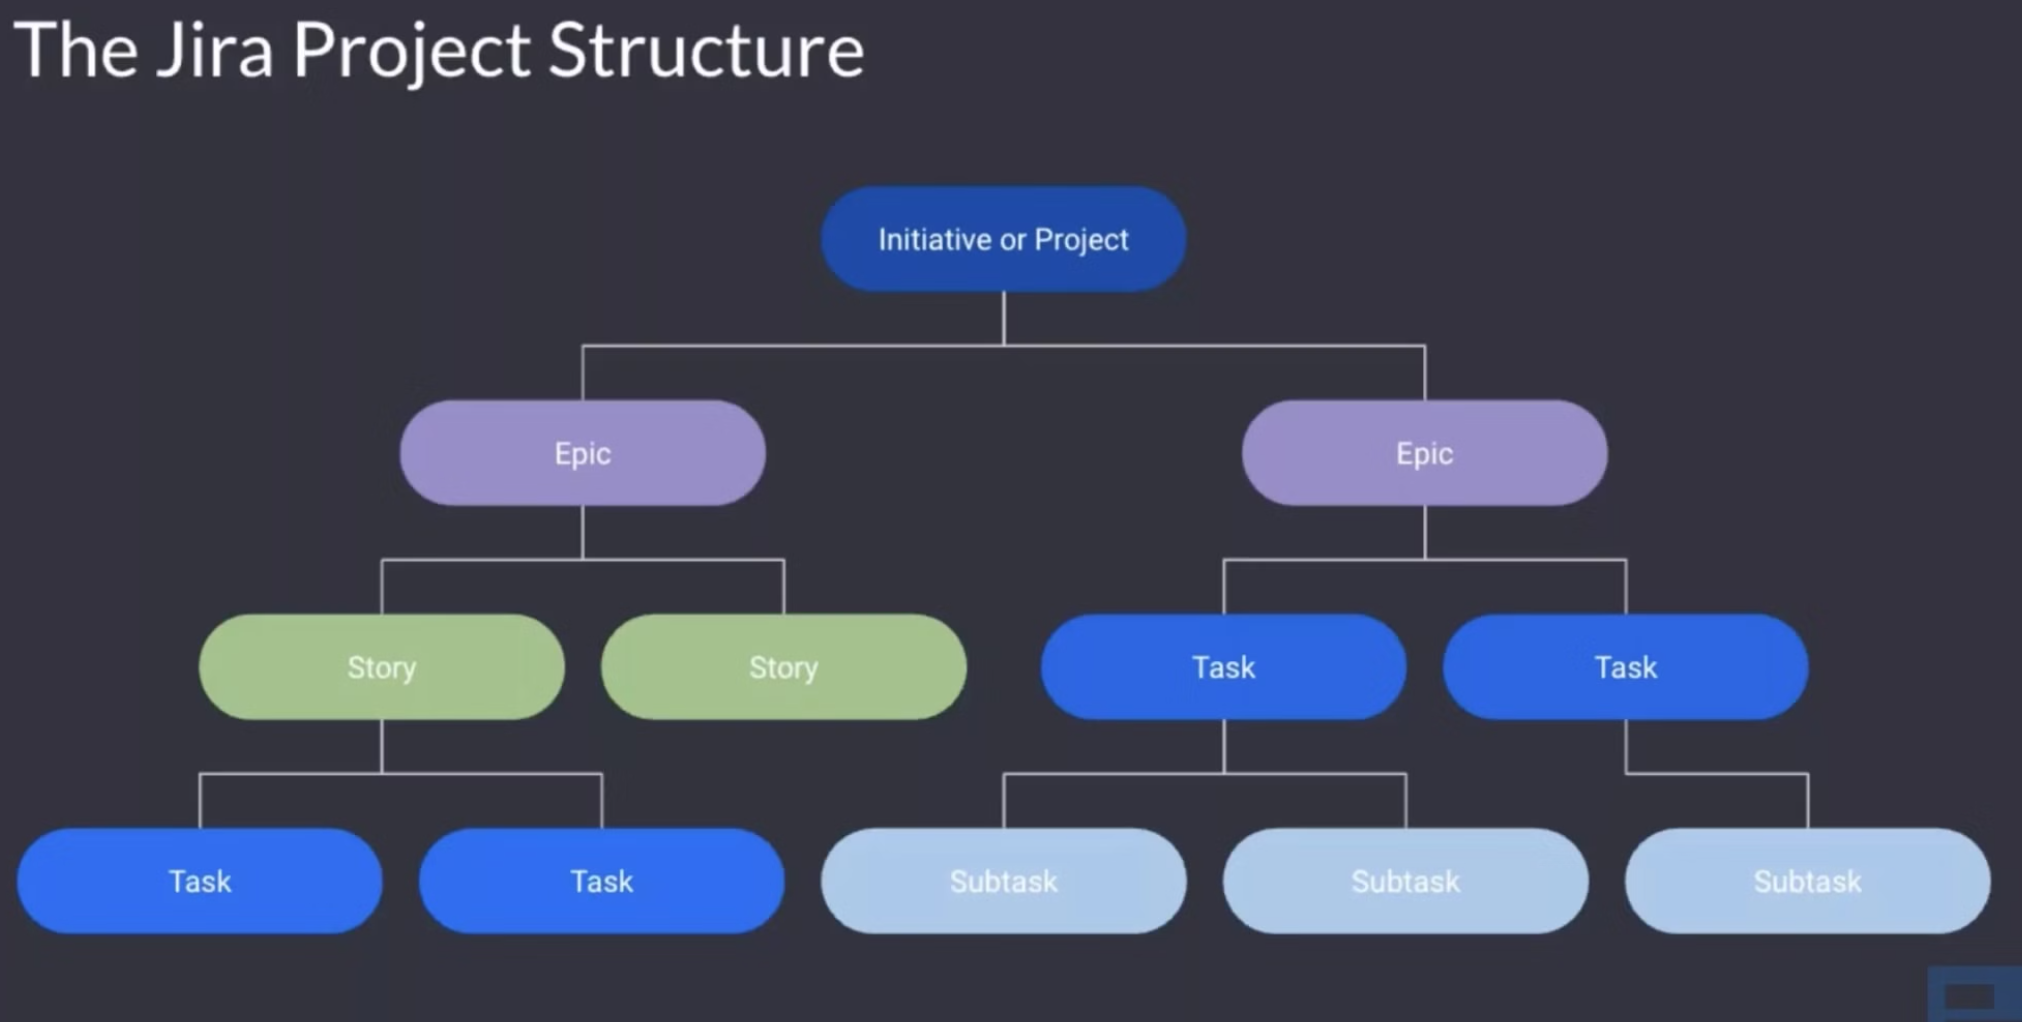 The Jira Project Structure
Initiative or Project
Epic
Epic
Story
Story
Task
Task
Task
Task
Subtask
Subtask
Subtask